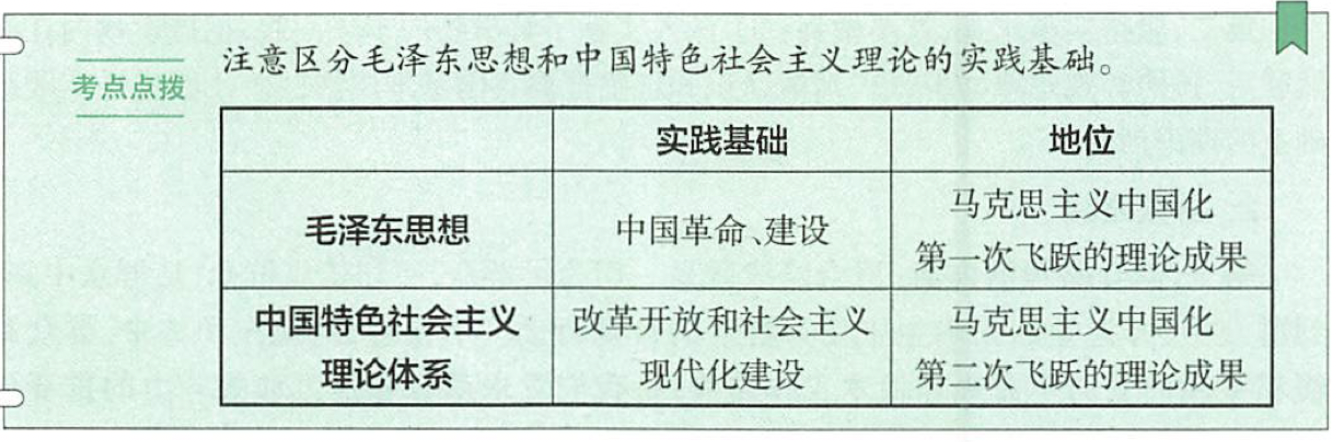 考点点拨
注意区分毛泽东思想和中国特色社会主义理论的实践基础。
实践基础
地位
毛泽东思想
中国革命、建设
马克思主义中国化
第一次飞跃的理论成果
中国特色社会主义
理论体系
改革开放和社会主义
现代化建设
马克思主义中国化
第二次飞跃的理论成果